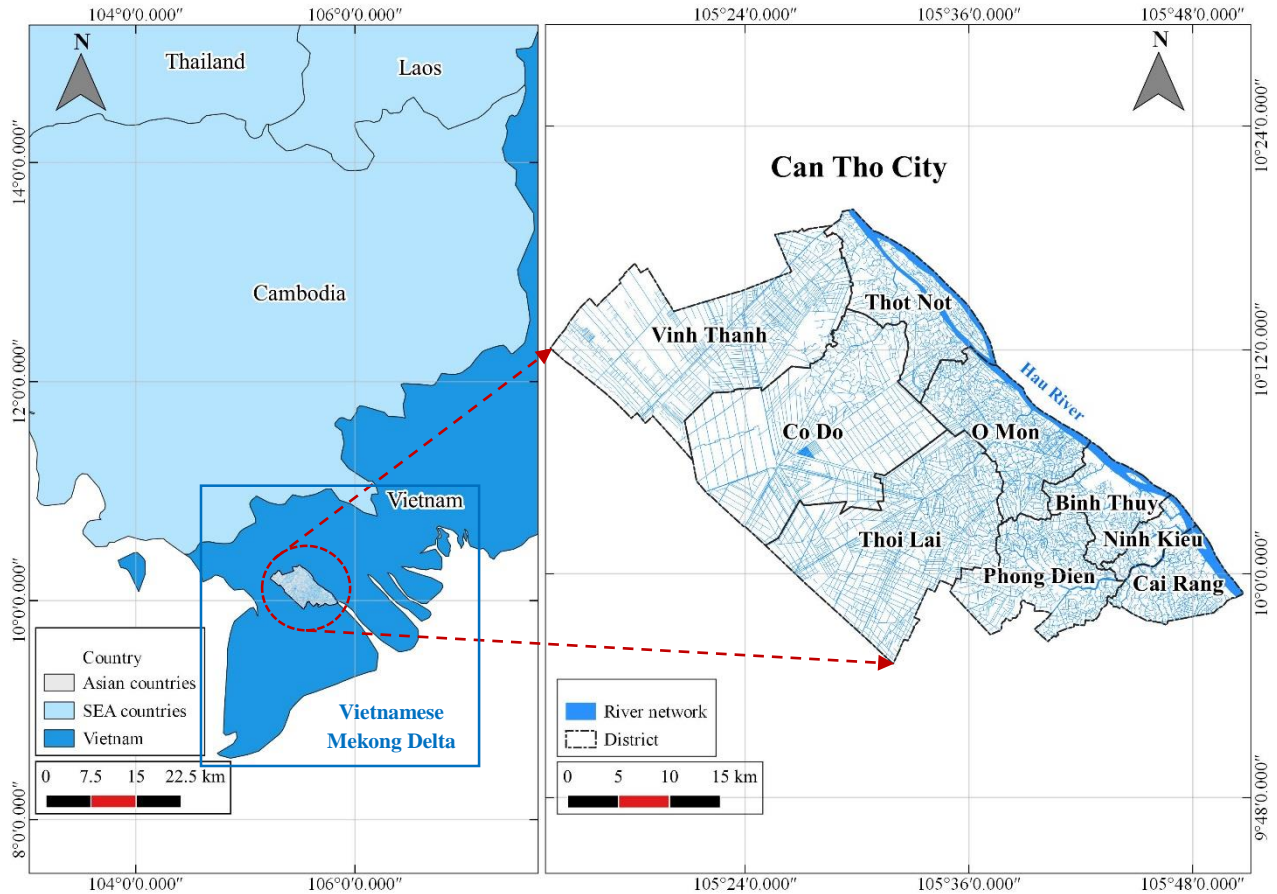 104°0'0.000"
106°0'0.000"
105°24'0.000"
105°36'0.000"
105°48'0.000"
N
Thailand
Laos
14°0'0.000"
Cambodia
12°0'0.000"
Vietnam
10°0'0.000"
Country
Asian countries
SEA countries
Vietnam
Vietnamese
Mekong Delta
0 7.5 15 22.5 km
8°0'0.000"
104°0'0.000"
106°0'0.000"
N
10°24'0.000"
Can Tho City
Thot Not
Vinh Thanh
10°12'0.000"
Hau River
Co Do
O Mon
Binh Thuy
Thoi Lai
Ninh Kieu
Phong Dien
Cai Rang
10°0'0.000"
River network
District
0 5 10 15 km
9°48'0.000"
105°24'0.000"
105°36'0.000"
105°48'0.000"